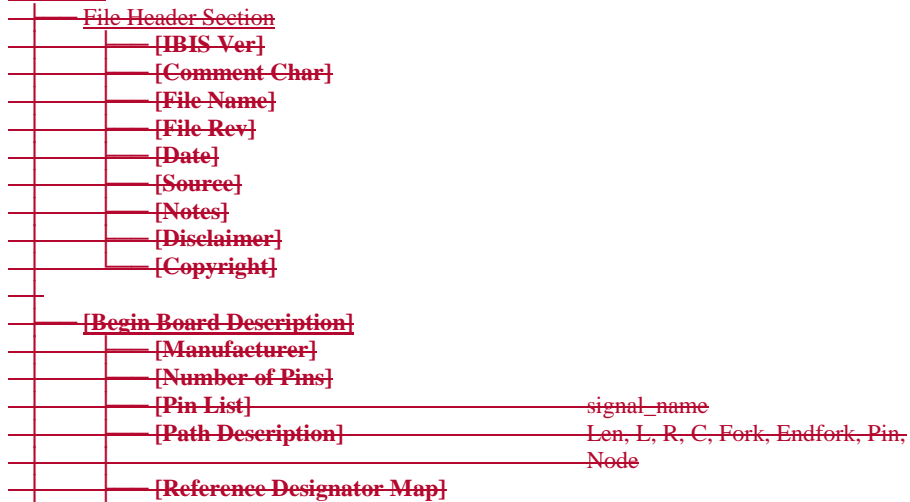 File Header Section
[IBIS Ver]
[Comment Char]
[File Name]
[File Rev]
[Date]
[Source]
[Notes]
[Disclaimer]
[Copyright]
[Begin Board Description]
[Manufacturer]
[Number of Pins]
[Pin List] signal_name
[Path Description] Len, L, R, C, Fork, Endfork, Pin,
Node
[Reference Designator Map]